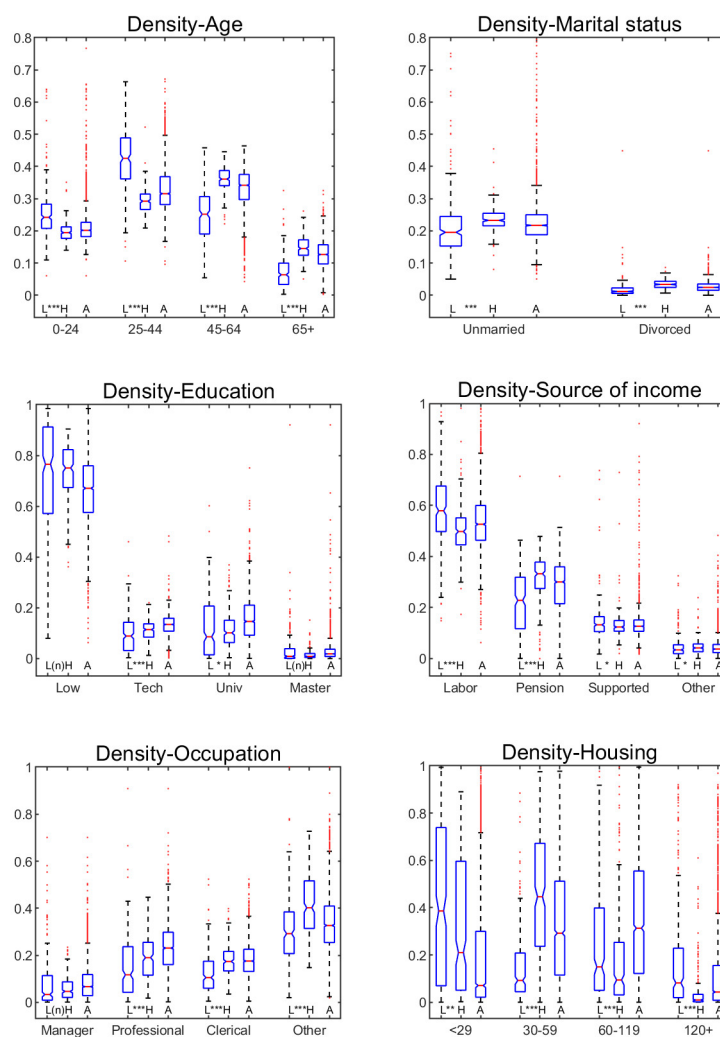 Density-Age
0.8
0.7
0.6
0.5
0.4
0.3
0.2
0.1
0
L***H A L***H A L***H A L***H A
0-24 25-44 45-64 65+
Density-Marital status
0.8
0.7
0.6
0.5
0.4
0.3
0.2
0.1
0
L *** H A L *** H A
Unmarried Divorced
Density-Education
1
0.8
0.6
0.4
0.2
0
L(n)H A L***H A L * H A L(n)H A
Low Tech Univ Master
Density-Source of income
1
0.8
0.6
0.4
0.2
0
L***H A L***H A L * H A L * H A
Labor Pension Supported Other
Density-Occupation
1
0.8
0.6
0.4
0.2
0
L(n)H A L***H A L***H A L***H A
Manager Professional Clerical Other
Density-Housing
1
0.8
0.6
0.4
0.2
0
L** H A L***H A L***H A L***H A
<29 30-59 60-119 120+